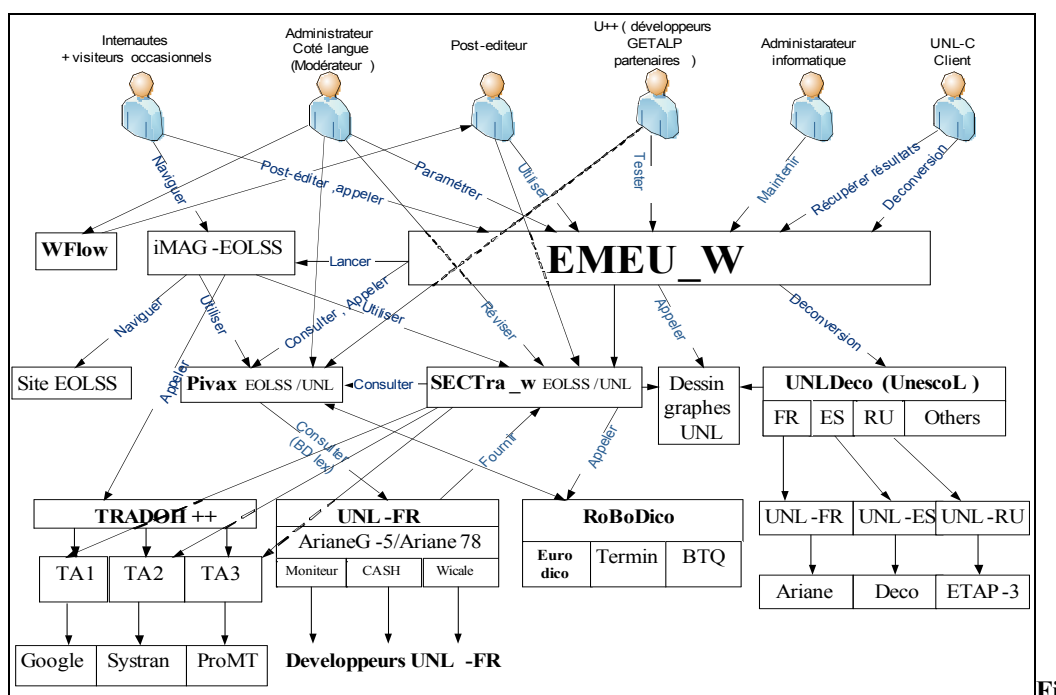 Internautes
+ visiteurs occasionnels
Administrateur
Coté langue
(Modérateur )
Post-editeur
U++ ( développeurs
GETALP
partenaires )
Administarateur
informatique
UNL-C
Client
Naviguer
Post-éditer ,appeler
Paramétrer
Utiliser
Tester
Maintenir
Récupérer résultats
Deconversion
WFlow
iMAG -EOLSS
Lancer
EMEU_W
Naviguer
Utiliser
Appeler
Consulter , Appeler
Utiliser
Réviser
Appeler
Deconversion
Site EOLSS
Pivax EOLSS /UNL
Consulter
SECTra _w EOLSS /UNL
Dessin
graphes
UNL
UNLDeco (UnescoL )
FR
ES
RU
Others
Consulter
(BD lex)
Fournir
Appeler
TRADOH ++
TA1
TA2
TA3
Google
Systran
ProMT
UNL -FR
ArianeG -5/Ariane 78
Moniteur
CASH
Wicale
Developpeurs UNL -FR
RoBoDico
Euro
dico
Termin
BTQ
UNL -FR
UNL -ES
UNL -RU
Ariane
Deco
ETAP -3